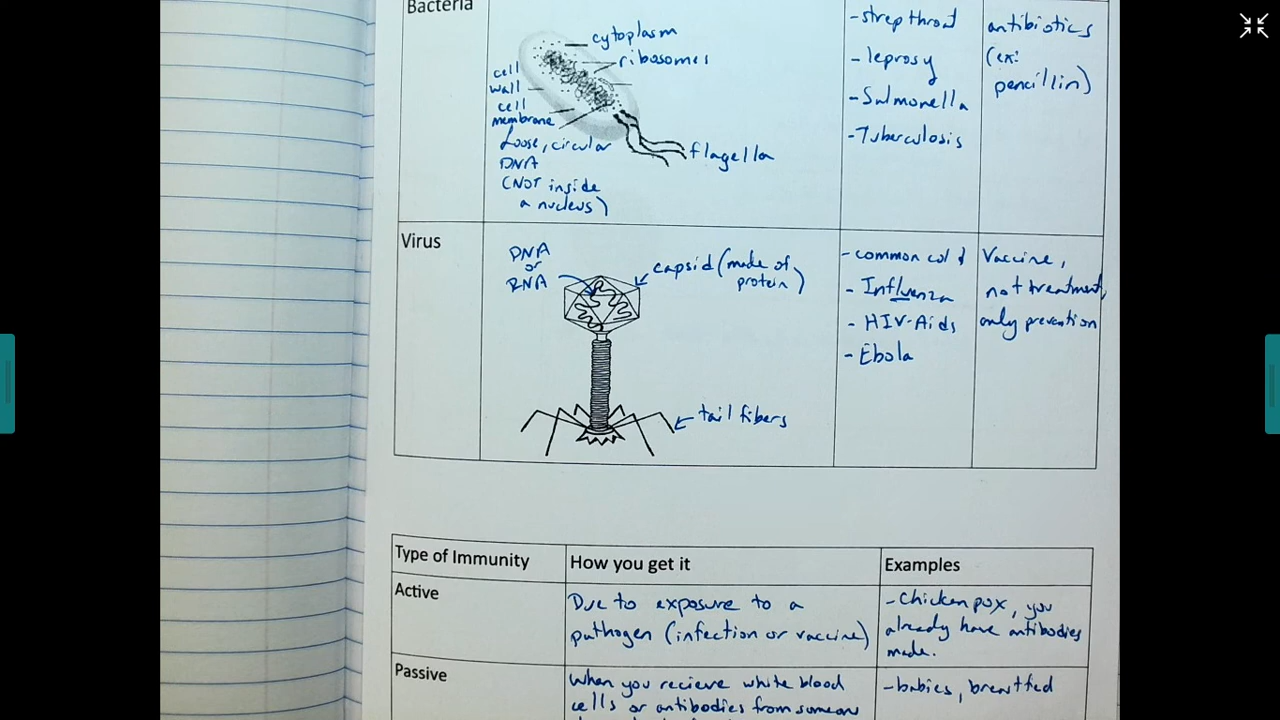 Bacteria
cytoplasm
ribosomes
cell
wall
cell
membrane
Loose, circular
DNA
(NOT inside
a nucleus)
flagella
-strep throat
- leprosy
-Salmonella
-Tuberculosis
antibiotics
(ex:
pencillin)
Virus
DNA
or
RNA
capsid (made of
protein)
tail fibers
- common cold
- Influenza
- HIV-Aids
- Ebola
Vaccine,
not treatment,
only prevention
Type of Immunity
How you get it
Examples
Active
Due to exposure to a
pathogen (infection or vaccine)
- Chicken pox, you
already have antibodies
made.
Passive
When you recieve white blood
cells or antibodies from someone
-babies, breastfed